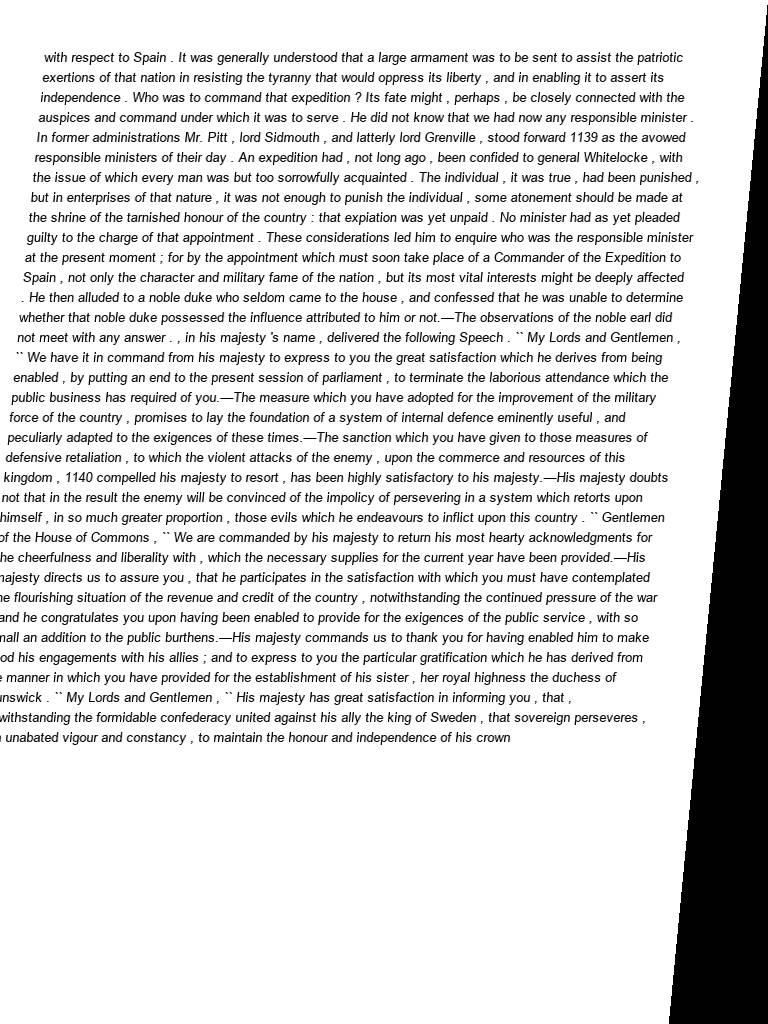 with respect to Spain . It was generally understood that a large armament was to be sent to assist the patriotic
exertions of that nation in resisting the tyranny that would oppress its liberty , and in enabling it to assert its
independence . Who was to command that expedition ? Its fate might , perhaps , be closely connected with the
auspices and command under which it was to serve . He did not know that we had now any responsible minister .
In former administrations Mr. Pitt , lord Sidmouth , and latterly lord Grenville , stood forward 1139 as the avowed
responsible ministers of their day . An expedition had , not long ago , been confided to general Whitelocke , with
the issue of which every man was but too sorrowfully acquainted . The individual , it was true , had been punished ,
but in enterprises of that nature , it was not enough to punish the individual , some atonement should be made at
the shrine of the tarnished honour of the country : that expiation was yet unpaid . No minister had as yet pleaded
guilty to the charge of that appointment . These considerations led him to enquire who was the responsible minister
at the present moment ; for by the appointment which must soon take place of a Commander of the Expedition to
Spain , not only the character and military fame of the nation , but its most vital interests might be deeply affected
. He then alluded to a noble duke who seldom came to the house , and confessed that he was unable to determine
whether that noble duke possessed the influence attributed to him or not.—The observations of the noble earl did
not meet with any answer . , in his majesty 's name , delivered the following Speech . `` My Lords and Gentlemen ,
`` We have it in command from his majesty to express to you the great satisfaction which he derives from being
enabled , by putting an end to the present session of parliament , to terminate the laborious attendance which the
public business has required of you.—The measure which you have adopted for the improvement of the military
force of the country , promises to lay the foundation of a system of internal defence eminently useful , and
peculiarly adapted to the exigences of these times.—The sanction which you have given to those measures of
defensive retaliation , to which the violent attacks of the enemy , upon the commerce and resources of this
kingdom , 1140 compelled his majesty to resort , has been highly satisfactory to his majesty.—His majesty doubts
not that in the result the enemy will be convinced of the impolicy of persevering in a system which retorts upon
himself , in so much greater proportion , those evils which he endeavours to inflict upon this country . `` Gentlemen
of the House of Commons , `` We are commanded by his majesty to return his most hearty acknowledgments for
he cheerfulness and liberality with , which the necessary supplies for the current year have been provided.—His
majesty directs us to assure you , that he participates in the satisfaction with which you must have contemplated
he flourishing situation of the revenue and credit of the country , notwithstanding the continued pressure of the war
and he congratulates you upon having been enabled to provide for the exigences of the public service , with so
mall an addition to the public burthens.—His majesty commands us to thank you for having enabled him to make
od his engagements with his allies ; and to express to you the particular gratification which he has derived from
e manner in which you have provided for the establishment of his sister , her royal highness the duchess of
unswick . `` My Lords and Gentlemen , `` His majesty has great satisfaction in informing you , that ,
withstanding the formidable confederacy united against his ally the king of Sweden , that sovereign perseveres ,
unabated vigour and constancy , to maintain the honour and independence of his crown